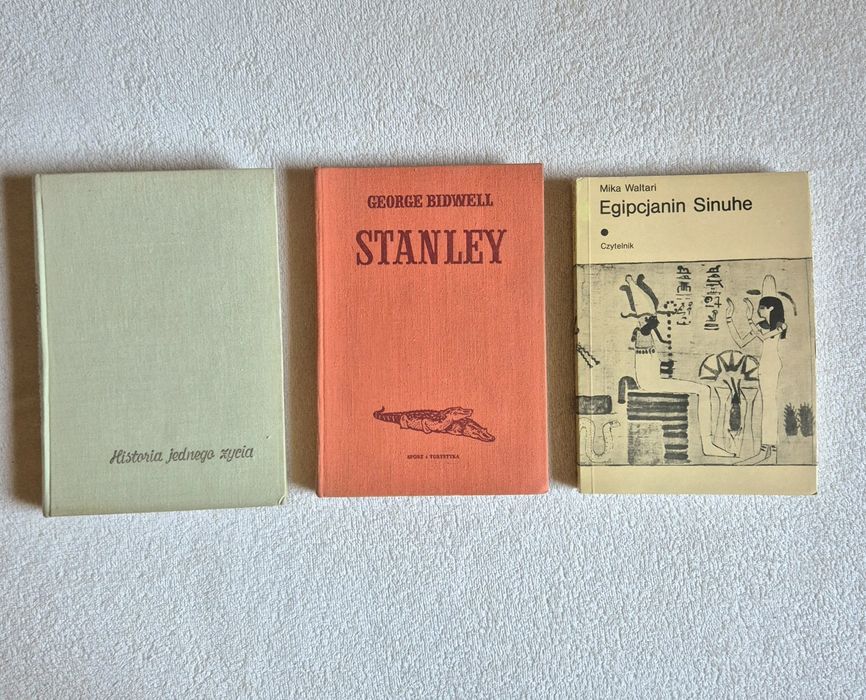 Historia jednego życia
GEORGE BIDWELL
STANLEY
SPORT i TURYSTYKA
Mika Waltari
Egipcjanin Sinuhe
Czytelnik